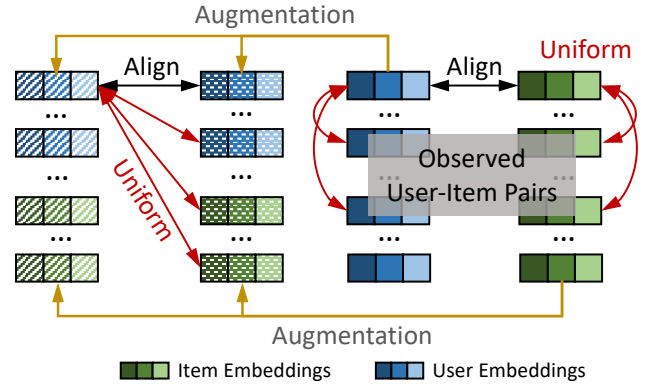 Augmentation
Uniform
Align
Align
...
...
...
...
Observed
User-Item Pairs
Uniform
...
...
...
...
...
...
...
...
Augmentation
Item Embeddings
User Embeddings